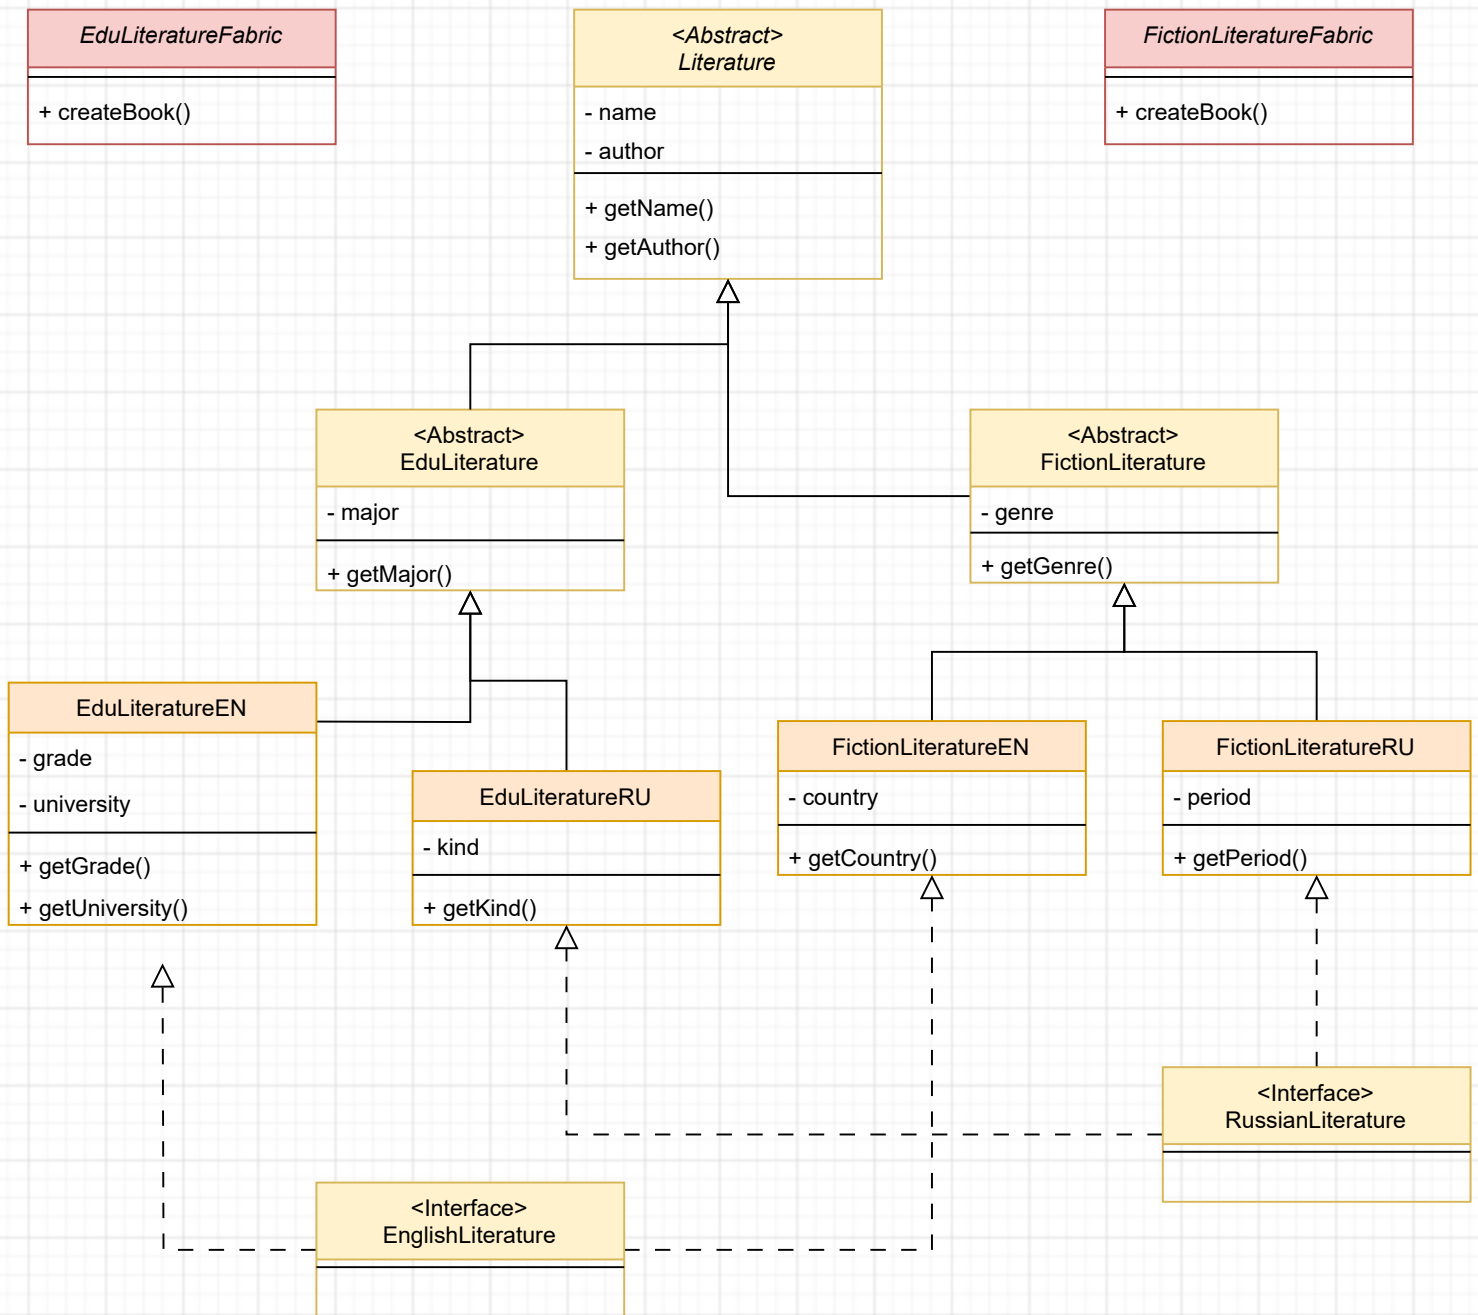 EduLiteratureFabric
+ createBook()
<Abstract>
Literature
- name
- author
+ getName()
+ getAuthor()
FictionLiteratureFabric
+ createBook()
<Abstract>
EduLiterature
- major
+ getMajor()
<Abstract>
FictionLiterature
- genre
+ getGenre()
EduLiteratureEN
- grade
- university
+ getGrade()
+ getUniversity()
EduLiteratureRU
- kind
+ getKind()
FictionLiteratureEN
- country
+ getCountry()
FictionLiteratureRU
- period
+ getPeriod()
<Interface>
RussianLiterature
<Interface>
EnglishLiterature